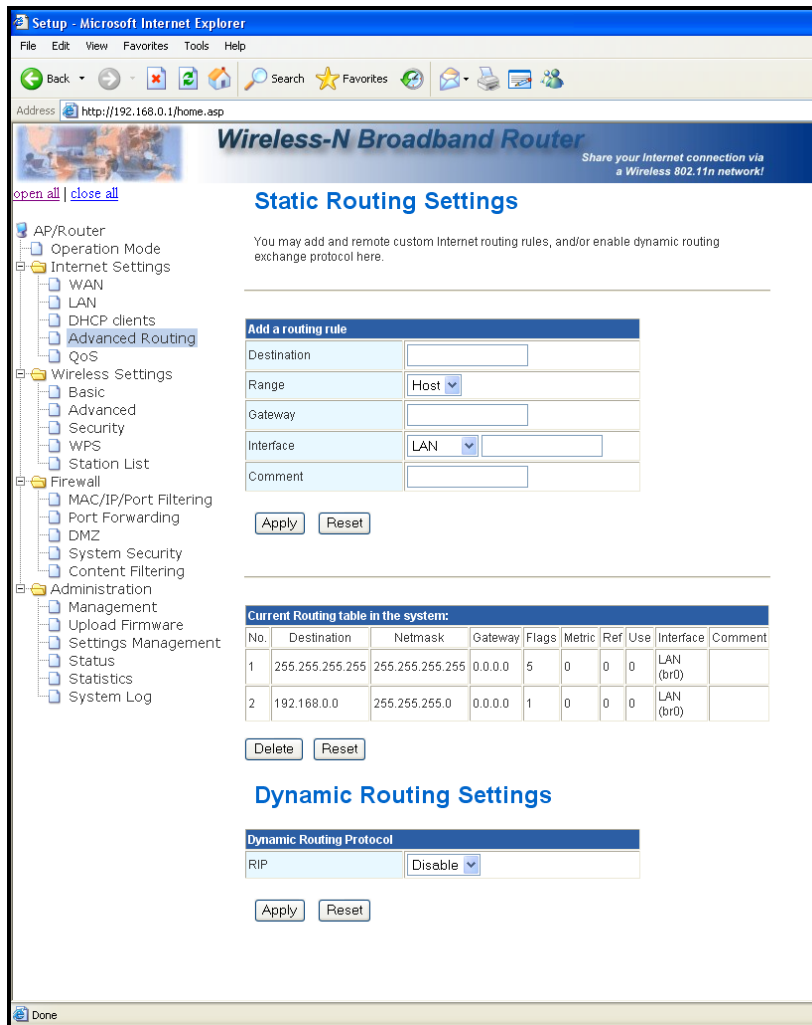 Setup - Microsoft Internet Explorer
File Edit View Favorites Tools Help
Back Search Favorites
Address http://192.168.0.1/home.asp
Wireless-N Broadband Router
Share your Internet connection via
a Wireless 802.11n network!
open all | close all
AP/Router
Operation Mode
Internet Settings
WAN
LAN
DHCP clients
Advanced Routing
QoS
Wireless Settings
Basic
Advanced
Security
WPS
Station List
Firewall
MAC/IP/Port Filtering
Port Forwarding
DMZ
System Security
Content Filtering
Administration
Management
Upload Firmware
Settings Management
Status
Statistics
System Log
Static Routing Settings
You may add and remote custom Internet routing rules, and/or enable dynamic routing
exchange protocol here.
Add a routing rule
Destination
Range Host
Gateway
Interface LAN
Comment
Apply Reset
Current Routing table in the system:
No. Destination Netmask Gateway Flags Metric Ref Use Interface Comment
1 255.255.255.255 255.255.255.255 0.0.0.0 5 0 0 0 LAN (br0)
2 192.168.0.0 255.255.255.0 0.0.0.0 1 0 0 0 LAN (br0)
Delete Reset
Dynamic Routing Settings
Dynamic Routing Protocol
RIP Disable
Apply Reset
Done